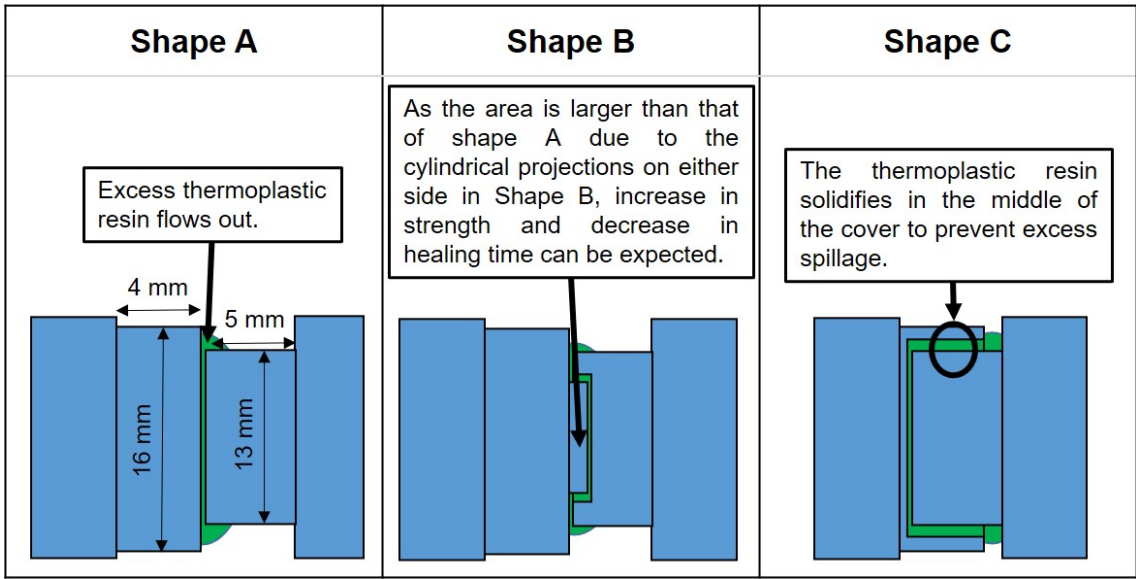 Shape A
Shape B
Shape C
Excess thermoplastic
resin flows out.
4 mm
5 mm
16 mm
13 mm
As the area is larger than that
of shape A due to the
cylindrical projections on either
side in Shape B, increase in
strength and decrease in
healing time can be expected.
The thermoplastic resin
solidifies in the middle of
the cover to prevent excess
spillage.